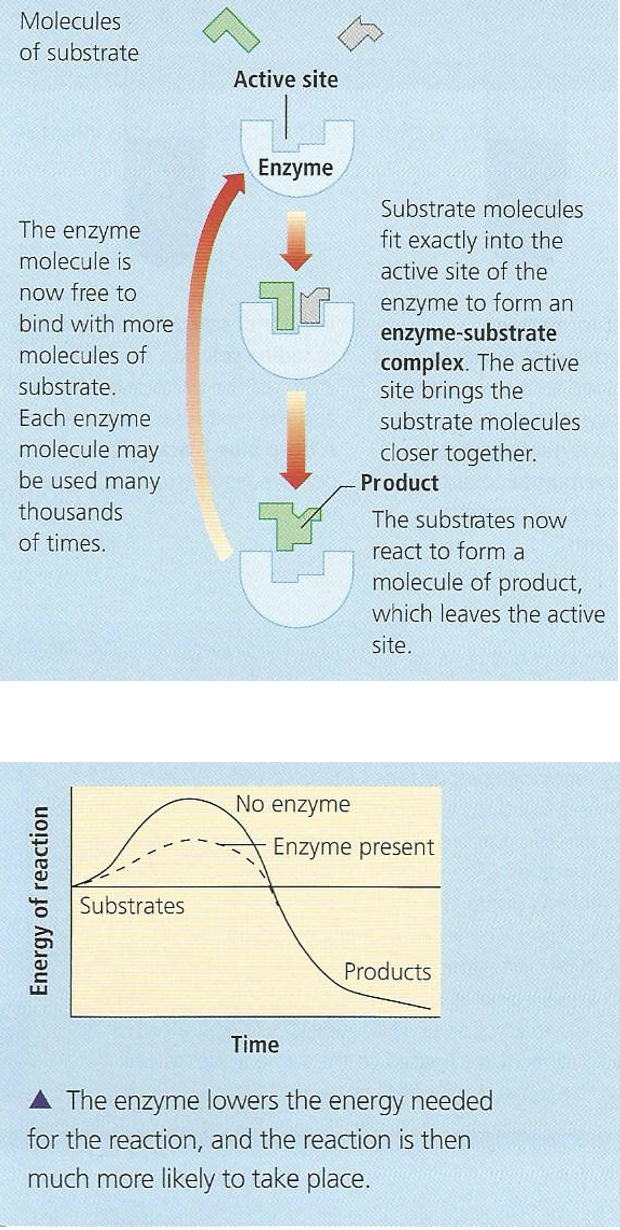 Molecules
of substrate
Active site
Enzyme
The enzyme
molecule is
now free to
bind with more
molecules of
substrate.
Each enzyme
molecule may
be used many
thousands
of times.
Substrate molecules
fit exactly into the
active site of the
enzyme to form an
enzyme-substrate
complex. The active
site brings the
substrate molecules
closer together.
Product
The substrates now
react to form a
molecule of product,
which leaves the active
site.
Energy of reaction
No enzyme
Enzyme present
Substrates
Products
Time
▲ The enzyme lowers the energy needed
for the reaction, and the reaction is then
much more likely to take place.